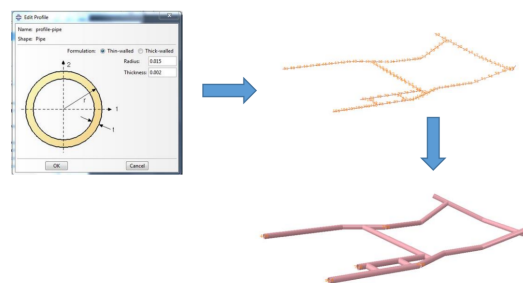 Edit Profile
Name: profile-pipe
Shape: Pipe
Formulation: Thin-walled Thick-walled
Radius: 0.015
Thickness: 0.002
2
r
1
t
OK Cancel